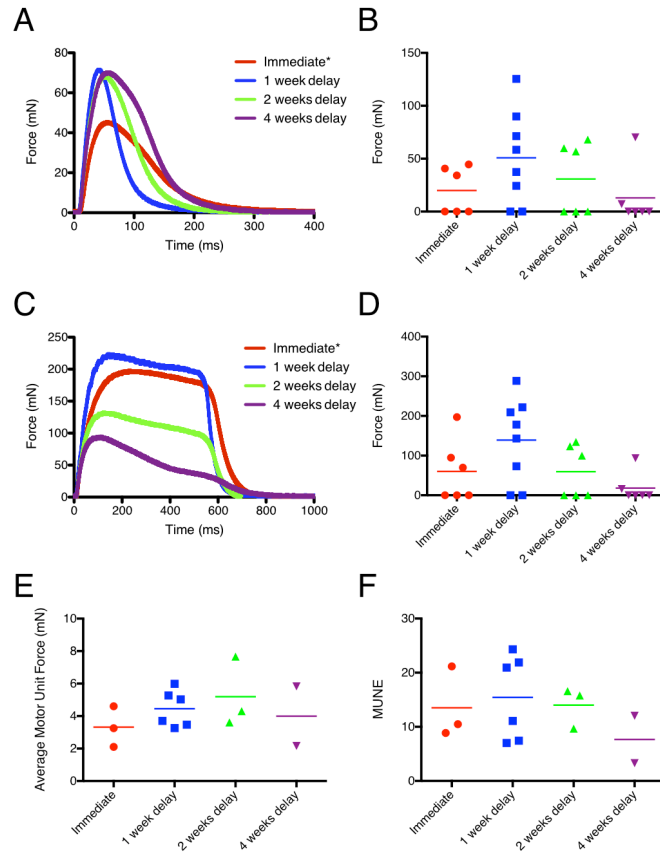 A
Force (mN)
80
60
40
20
0
0 100 200 300 400
Time (ms)
Immediate*
1 week delay
2 weeks delay
4 weeks delay
B
Force (mN)
150
100
50
0
Immediate
1 week delay
2 weeks delay
4 weeks delay
C
Force (mN)
250
200
150
100
50
0
0 200 400 600 800 1000
Time (ms)
Immediate*
1 week delay
2 weeks delay
4 weeks delay
D
Force (mN)
400
300
200
100
0
Immediate
1 week delay
2 weeks delay
4 weeks delay
E
Average Motor Unit Force (mN)
10
8
6
4
2
0
Immediate
1 week delay
2 weeks delay
4 weeks delay
F
MUNE
30
20
10
0
Immediate
1 week delay
2 weeks delay
4 weeks delay